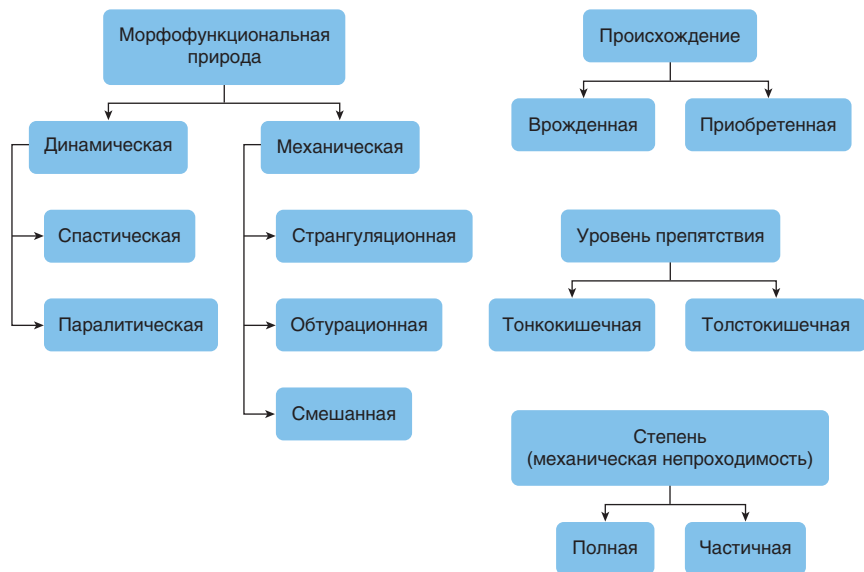 Морфофункциональная
природа
Динамическая
Механическая
Спастическая
Странгуляционная
Паралитическая
Обтурационная
Смешанная
Происхождение
Врожденная
Приобретенная
Уровень препятствия
Тонкокишечная
Толстокишечная
Степень
(механическая непроходимость)
Полная
Частичная